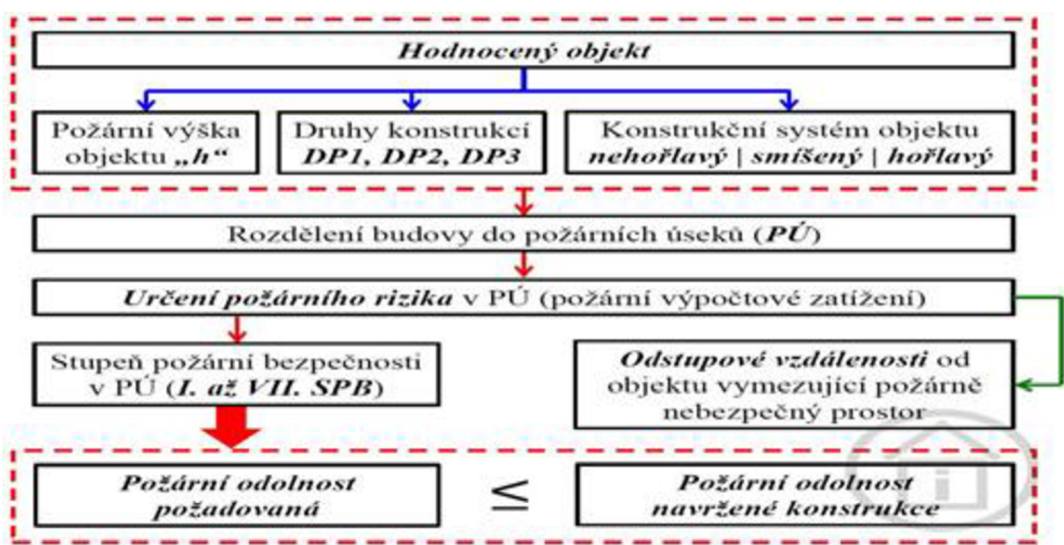 Hodnocený objekt
Požární výška
objektu „h“
Druhy konstrukcí
DP1, DP2, DP3
Konstrukční systém objektu
nehořlavý | smíšený | hořlavý
Rozdělení budovy do požárních úseků (PÚ)
Určení požárního rizika v PÚ (požární výpočtové zatížení)
Stupeň požární bezpečnosti
v PÚ (I. až VII. SPB)
Odstupové vzdálenosti od
objektu vymezující požárně
nebezpečný prostor
Požární odolnost
požadovaná
≤
Požární odolnost
navržené konstrukce